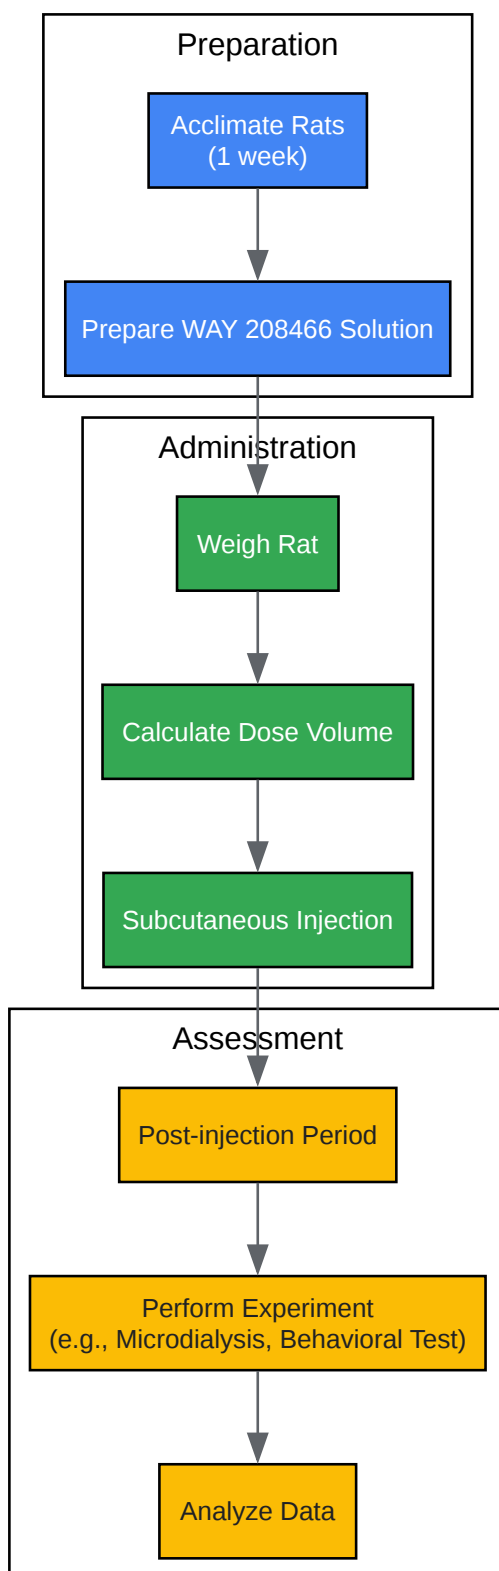 Preparation
Acclimate Rats
(1 week)
Prepare WAY 208466 Solution
Administration
Weigh Rat
Calculate Dose Volume
Subcutaneous Injection
Assessment
Post-injection Period
Perform Experiment
(e.g., Microdialysis, Behavioral Test)
Analyze Data